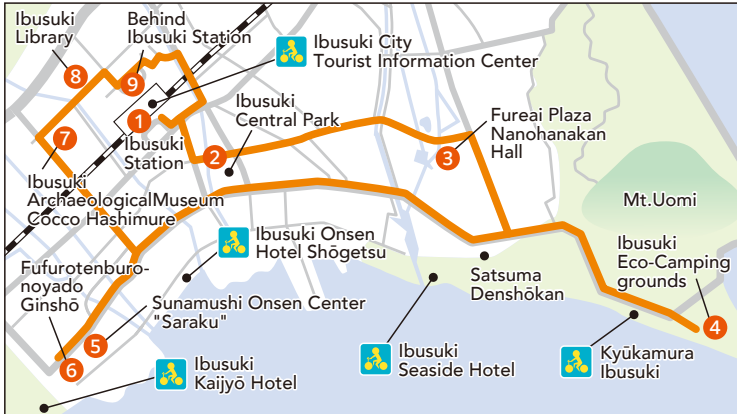 Ibusuki
Library
8
Behind
Ibusuki Station
9
Ibusuki City
Tourist Information Center
1
Ibusuki
Station
Ibusuki
Central Park
2
3
Fureai Plaza
Nanohanakan
Hall
7
Ibusuki
ArchaeologicalMuseum
Cocco Hashimure
Mt.Uomi
Ibusuki
Eco-Camping
grounds
4
Ibusuki Onsen
Hotel Shōgetsu
Satsuma
Denshōkan
Fufurotenburo-
noyado
Ginshō
5
Sunamushi Onsen Center
"Saraku"
6
Ibusuki
Kaijyō Hotel
Ibusuki
Seaside Hotel
Kyūkamura
Ibusuki